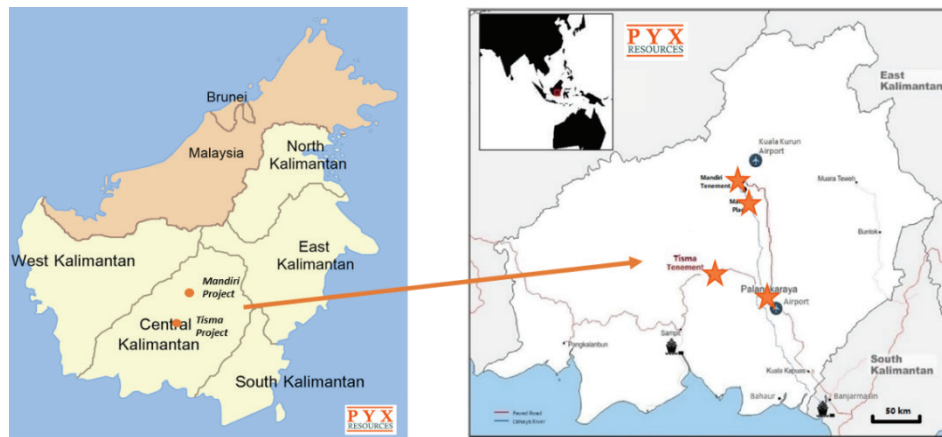 Brunei
Malaysia
North
Kalimantan
West Kalimantan
East
Kalimantan
Mandiri
Project
Central
Kalimantan
Tisma
Project
South Kalimantan
PYX
RESOURCES
PYX
RESOURCES
East
Kalimantan
Kuala Kurun
Airport
Mandiri
Tenement
Muara Teweh
Buntok
Tisma
Tenement
Airport
Pangkalanbun
Kuala Kapuas
South
Kalimantan
Bahaur
Banjarmasin
Paved Road
50 km